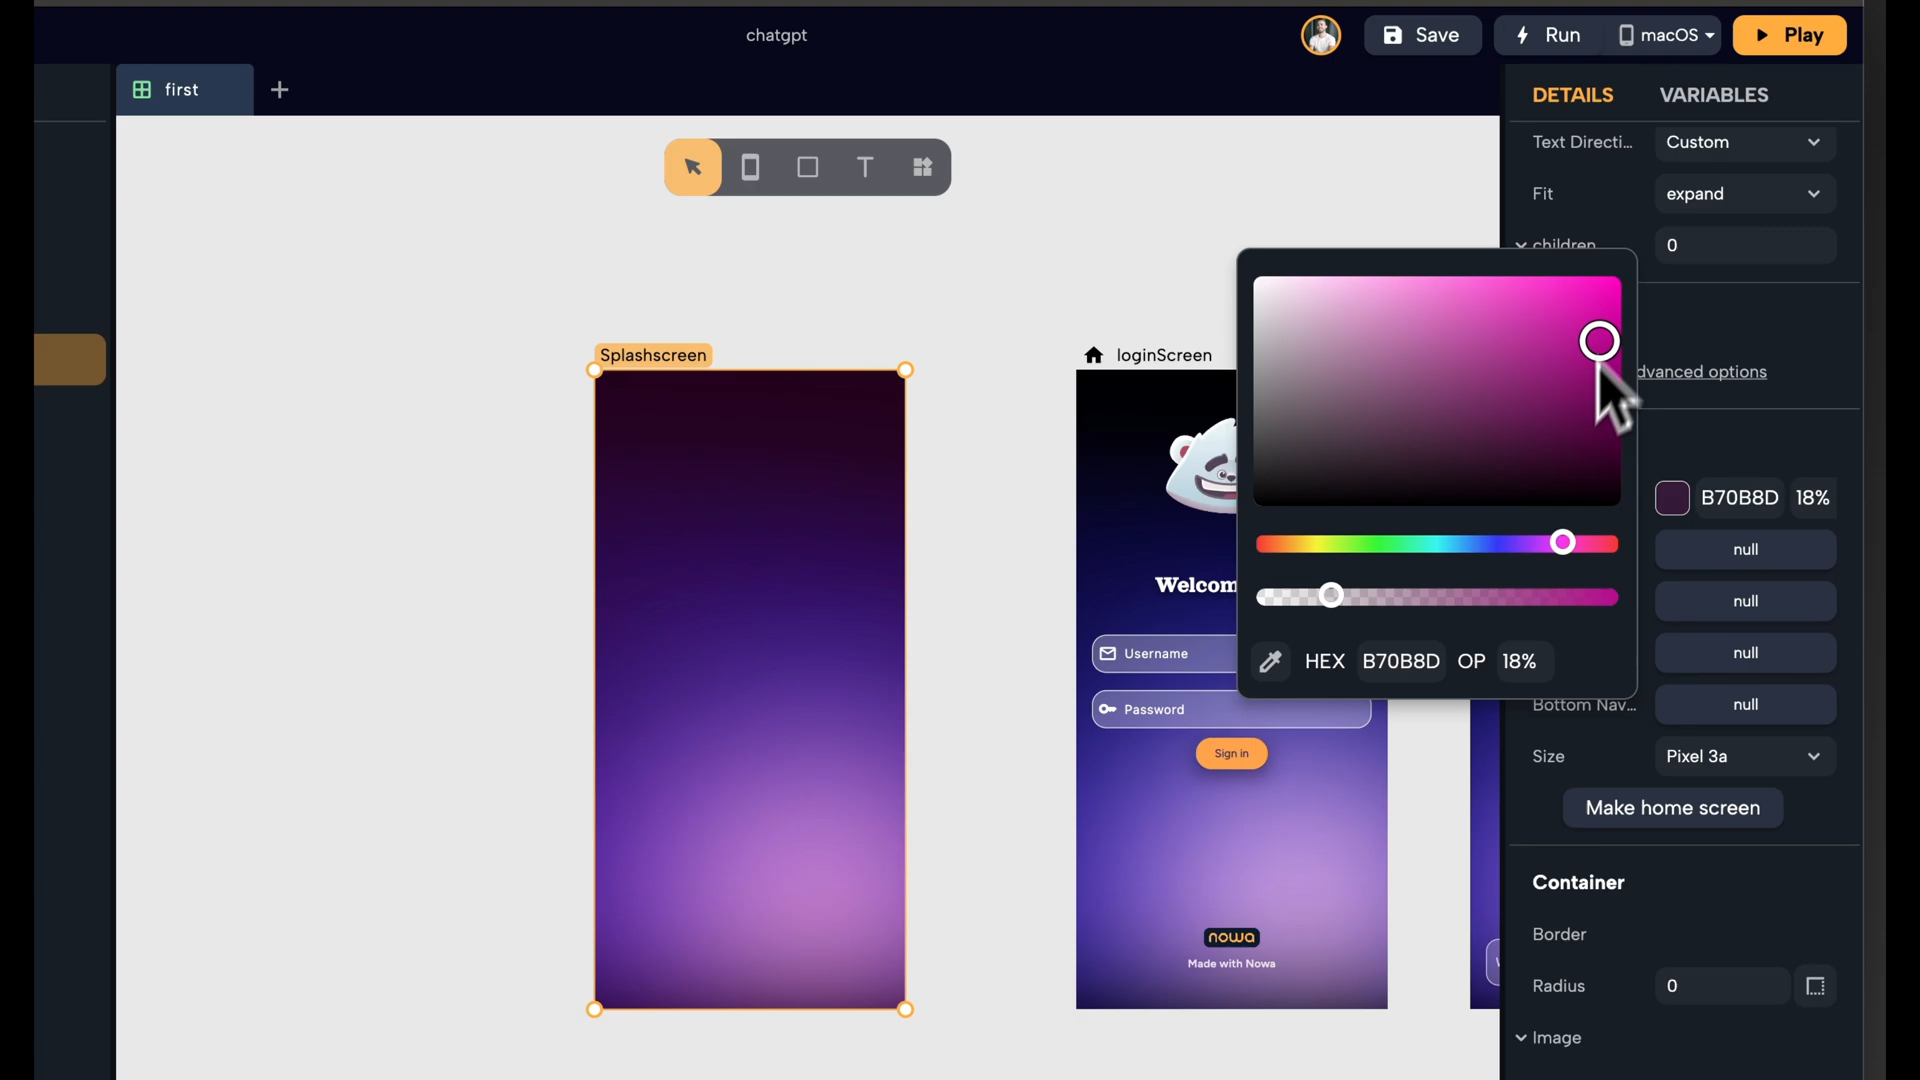 chatgpt
Save
Run
macOS
Play
first
DETAILS
VARIABLES
Text Directi...
Custom
Fit
expand
children
0
Splashscreen
loginScreen
dvanced options
B70B8D
18%
null
null
null
Bottom Nav...
null
Size
Pixel 3a
Make home screen
Container
Border
Radius
0
Image
HEX
B70B8D
OP
18%
Welcom
Username
Password
Sign in
nowa
Made with Nowa